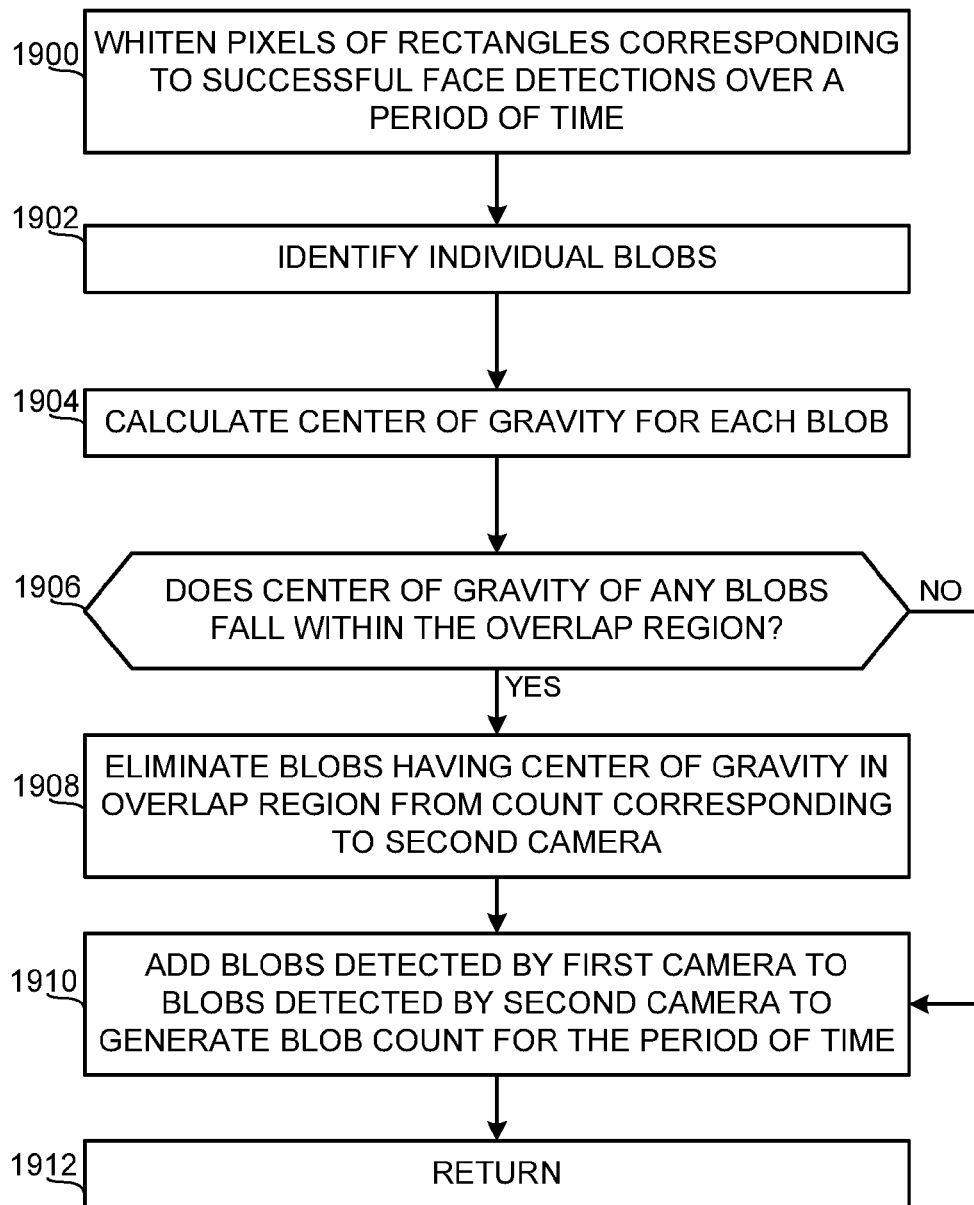 1900
WHITEN PIXELS OF RECTANGLES CORRESPONDING
TO SUCCESSFUL FACE DETECTIONS OVER A
PERIOD OF TIME
1902
IDENTIFY INDIVIDUAL BLOBS
1904
CALCULATE CENTER OF GRAVITY FOR EACH BLOB
1906
DOES CENTER OF GRAVITY OF ANY BLOBS
FALL WITHIN THE OVERLAP REGION?
NO
YES
1908
ELIMINATE BLOBS HAVING CENTER OF GRAVITY IN
OVERLAP REGION FROM COUNT CORRESPONDING
TO SECOND CAMERA
1910
ADD BLOBS DETECTED BY FIRST CAMERA TO
BLOBS DETECTED BY SECOND CAMERA TO
GENERATE BLOB COUNT FOR THE PERIOD OF TIME
1912
RETURN